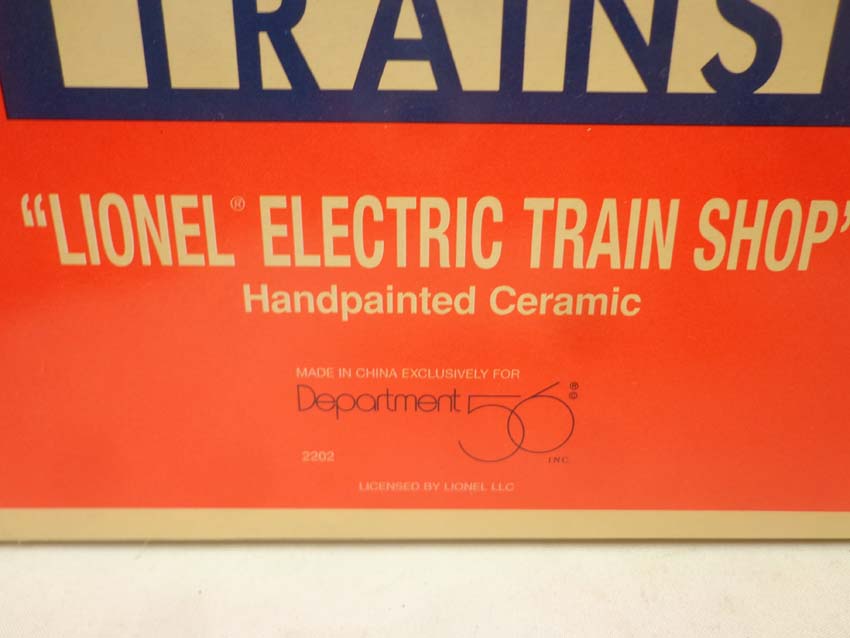 TRAINS
"LIONEL® ELECTRIC TRAIN SHOP"
Handpainted Ceramic
MADE IN CHINA EXCLUSIVELY FOR
Department 56 ® ©
INC.
2202
LICENSED BY LIONEL LLC